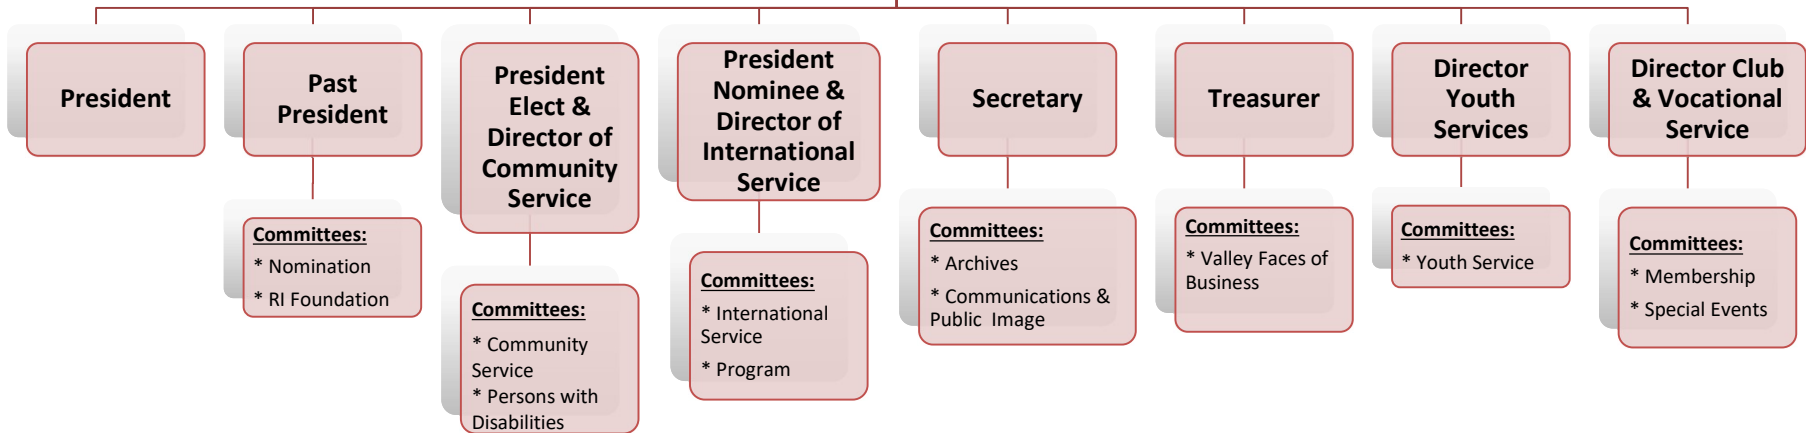 President
Past
President
President
Elect &
Director of
Community
Service
President
Nominee &
Director of
International
Service
Secretary
Treasurer
Director
Youth
Services
Director Club
& Vocational
Service
Committees:
* Nomination
* RI Foundation
Committees:
* Community
Service
* Persons with
Disabilities
Committees:
* International
Service
* Program
Committees:
* Archives
* Communications &
Public Image
Committees:
* Valley Faces of
Business
Committees:
* Youth Service
Committees:
* Membership
* Special Events